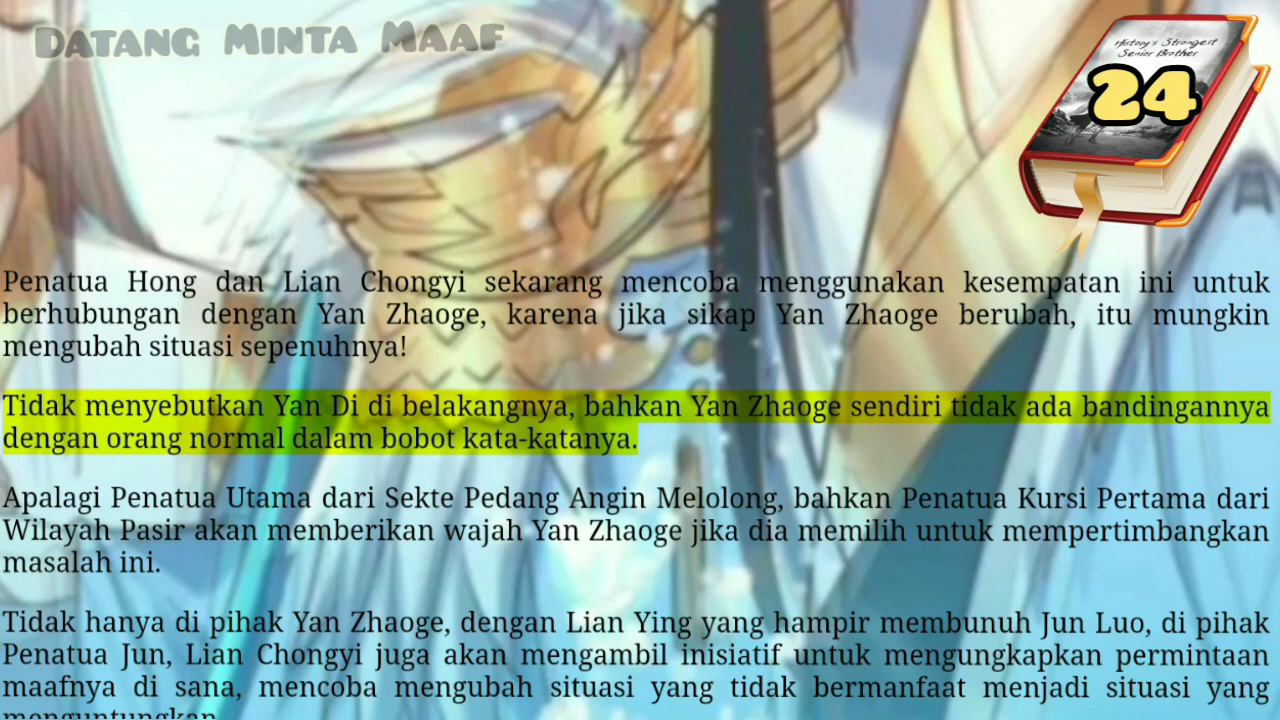 Datang Minta Maaf
History's Strongest
Senior Brother
24
Penatua Hong dan Lian Chongyi sekarang mencoba menggunakan kesempatan ini untuk
berhubungan dengan Yan Zhaoge, karena jika sikap Yan Zhaoge berubah, itu mungkin
mengubah situasi sepenuhnya!
Tidak menyebutkan Yan Di di belakangnya, bahkan Yan Zhaoge sendiri tidak ada bandingannya
dengan orang normal dalam bobot kata-katanya.
Apalagi Penatua Utama dari Sekte Pedang Angin Melolong, bahkan Penatua Kursi Pertama dari
Wilayah Pasir akan memberikan wajah Yan Zhaoge jika dia memilih untuk mempertimbangkan
masalah ini.
Tidak hanya di pihak Yan Zhaoge, dengan Lian Ying yang hampir membunuh Jun Luo, di pihak
Penatua Jun, Lian Chongyi juga akan mengambil inisiatif untuk mengungkapkan permintaan
maafnya di sana, mencoba mengubah situasi yang tidak bermanfaat menjadi situasi yang
menguntungkan.